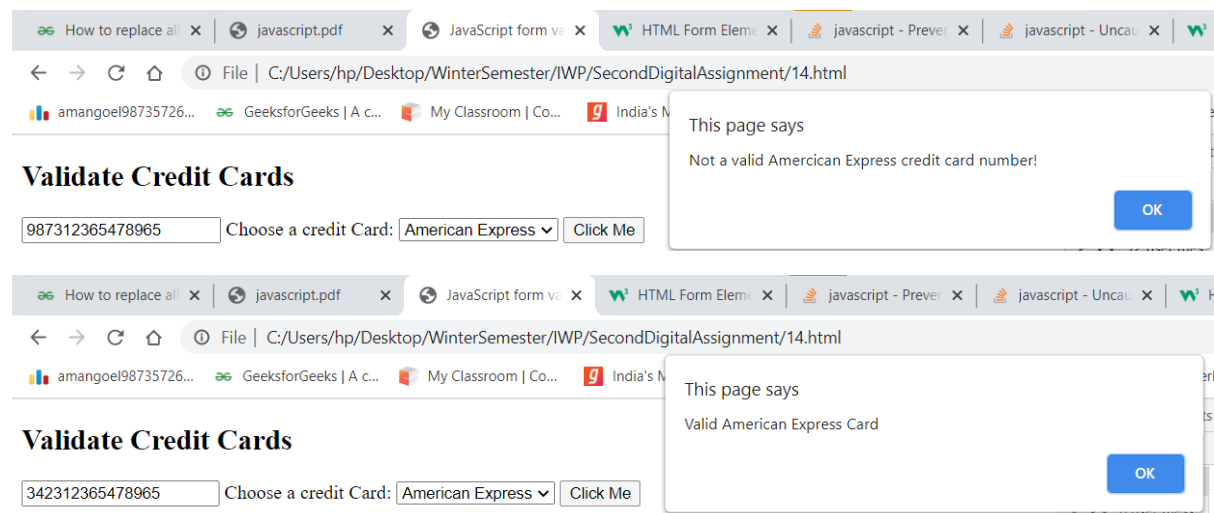 How to replace all javascript.pdf JavaScript form va HTML Form Eleme javascript - Preven javascript - Uncau
File | C:/Users/hp/Desktop/WinterSemester/IWP/SecondDigitalAssignment/14.html
amangoel98735726... GeeksforGeeks | A c... My Classroom | Co... India's M
This page says
Not a valid Amercican Express credit card number!
OK
Validate Credit Cards
987312365478965 Choose a credit Card: American Express Click Me
How to replace all javascript.pdf JavaScript form va HTML Form Eleme javascript - Preven javascript - Uncau
File | C:/Users/hp/Desktop/WinterSemester/IWP/SecondDigitalAssignment/14.html
amangoel98735726... GeeksforGeeks | A c... My Classroom | Co... India's M
This page says
Valid American Express Card
OK
Validate Credit Cards
342312365478965 Choose a credit Card: American Express Click Me